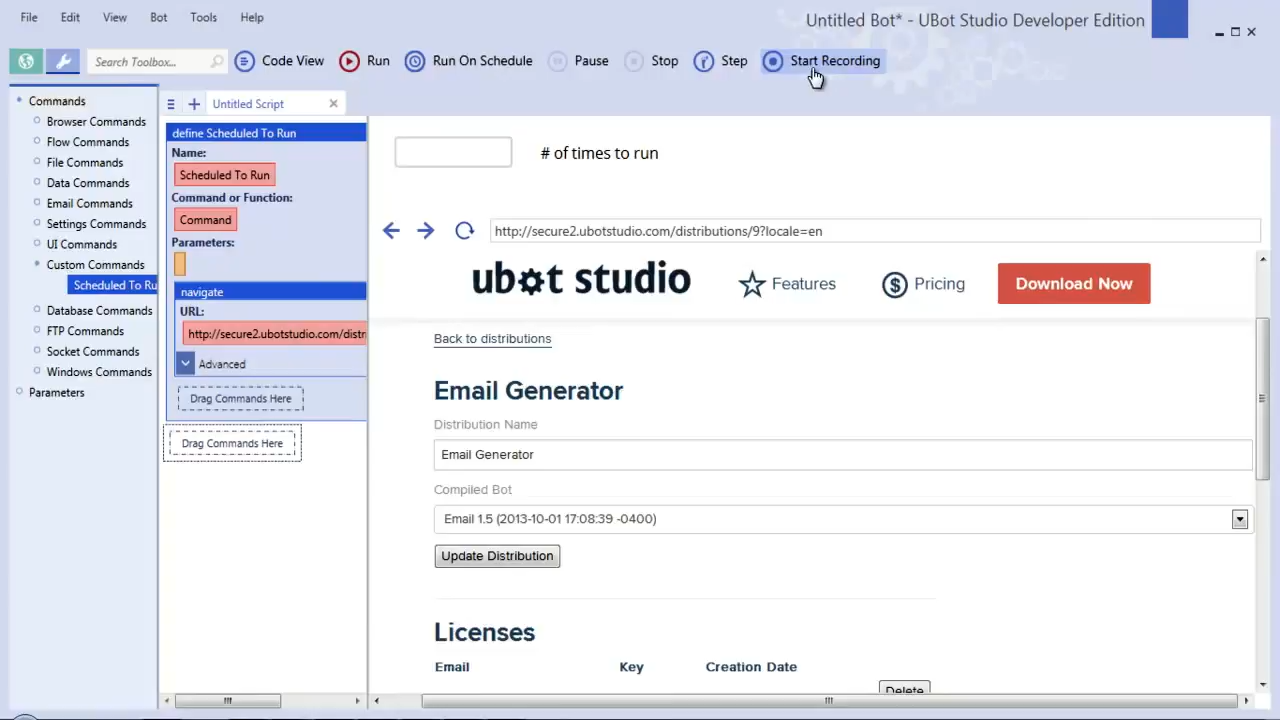 File Edit View Bot Tools Help
Untitled Bot* - UBot Studio Developer Edition
Search Toolbox...
Code View
Run
Run On Schedule
Pause
Stop
Step
Start Recording
Commands
Browser Commands
Flow Commands
File Commands
Data Commands
Email Commands
Settings Commands
UI Commands
Custom Commands
Scheduled To Ru
Database Commands
FTP Commands
Socket Commands
Windows Commands
Parameters
Untitled Script
define Scheduled To Run
Name:
Scheduled To Run
Command or Function:
Command
Parameters:
navigate
URL:
http://secure2.ubotstudio.com/distr
Advanced
Drag Commands Here
Drag Commands Here
# of times to run
http://secure2.ubotstudio.com/distributions/9?locale=en
ubot studio
Features
Pricing
Download Now
Back to distributions
Email Generator
Distribution Name
Email Generator
Compiled Bot
Email 1.5 (2013-10-01 17:08:39 -0400)
Update Distribution
Licenses
Email Key Creation Date
Delete